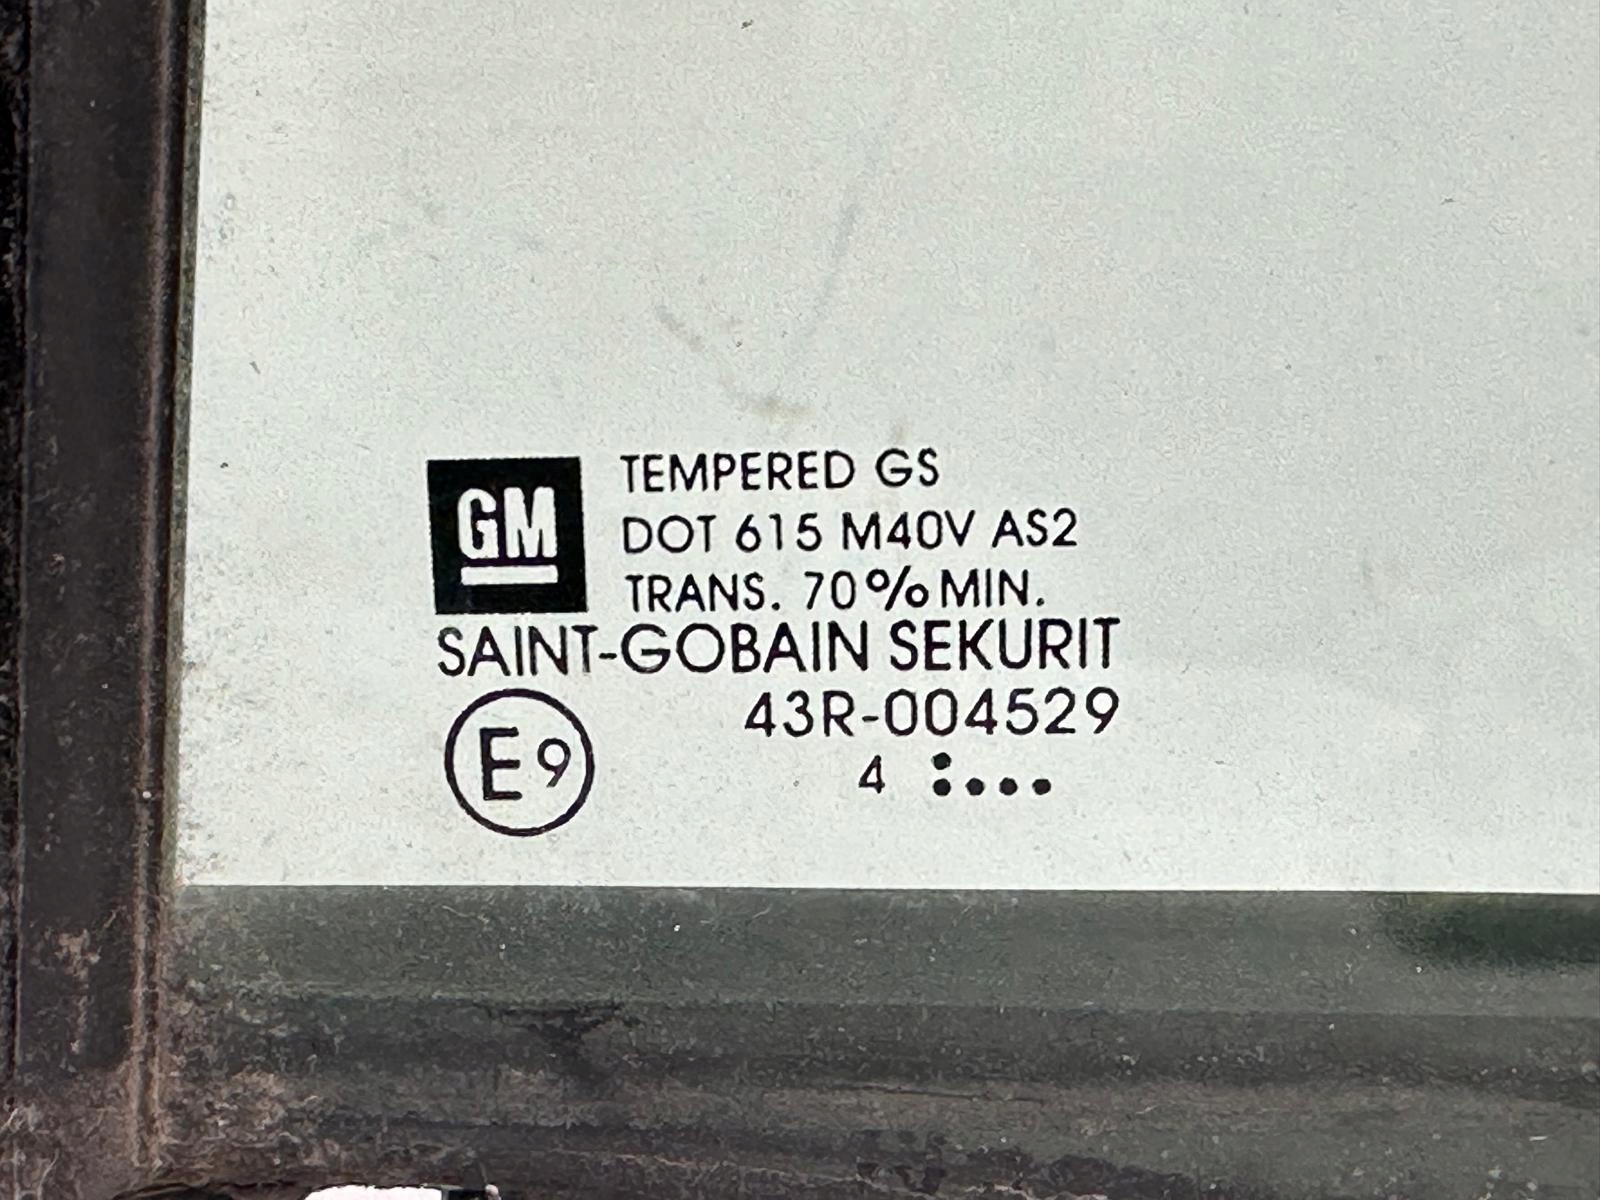 GM
TEMPERED GS
DOT 615 M40V AS2
TRANS. 70% MIN.
SAINT-GOBAIN SEKURIT
E9
43R-004529
4 :...